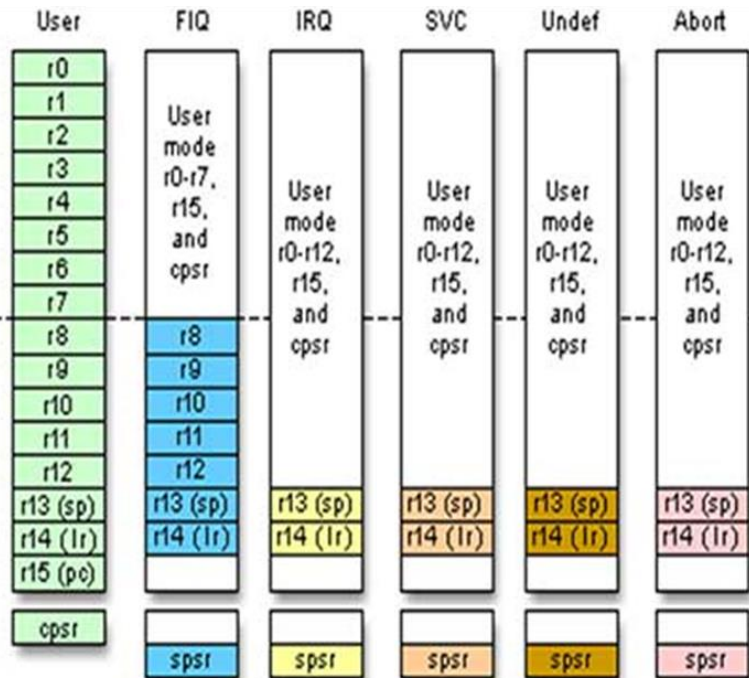 User FIQ IRQ SVC Undef Abort
r0
r1
r2
r3
r4
r5
r6
r7
r8
r9
r10
r11
r12
r13 (sp)
r14 (lr)
r15 (pc)
cpsr
User
mode
r0-r7,
r15,
and
cpsr
r8
r9
r10
r11
r12
r13 (sp)
r14 (lr)
spsr
User
mode
r0-r12,
r15,
and
cpsr
r13 (sp)
r14 (lr)
spsr
User
mode
r0-r12,
r15,
and
cpsr
r13 (sp)
r14 (lr)
spsr
User
mode
r0-r12,
r15,
and
cpsr
r13 (sp)
r14 (lr)
spsr
User
mode
r0-r12,
r15,
and
cpsr
r13 (sp)
r14 (lr)
spsr